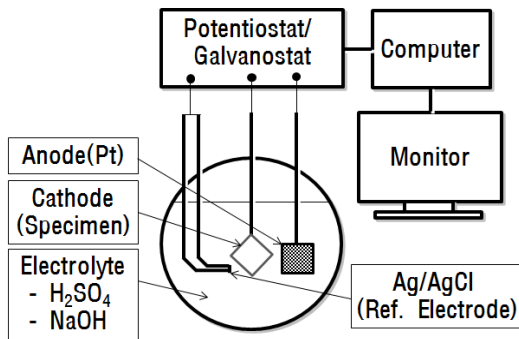 Potentiostat/
Galvanostat
Computer
Monitor
Anode(Pt)
Cathode
(Specimen)
Electrolyte
- H₂SO₄
- NaOH
Ag/AgCl
(Ref. Electrode)